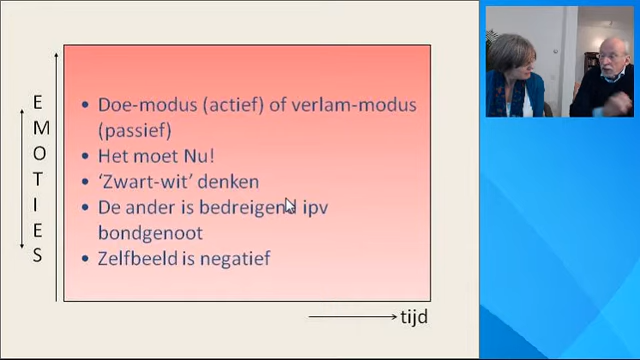 EMOTIES
• Doe-modus (actief) of verlam-modus
(passief)
• Het moet Nu!
• ‘Zwart-wit’ denken
• De ander is bedreigend ipv
bondgenoot
• Zelfbeeld is negatief
tijd